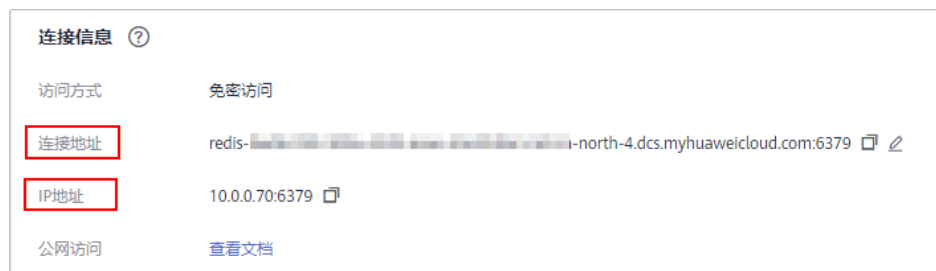 连接信息
访问方式 免密访问
连接地址 redis- -north-4.dcs.myhuaweicloud.com:6379
IP地址 10.0.0.70:6379
公网访问 查看文档